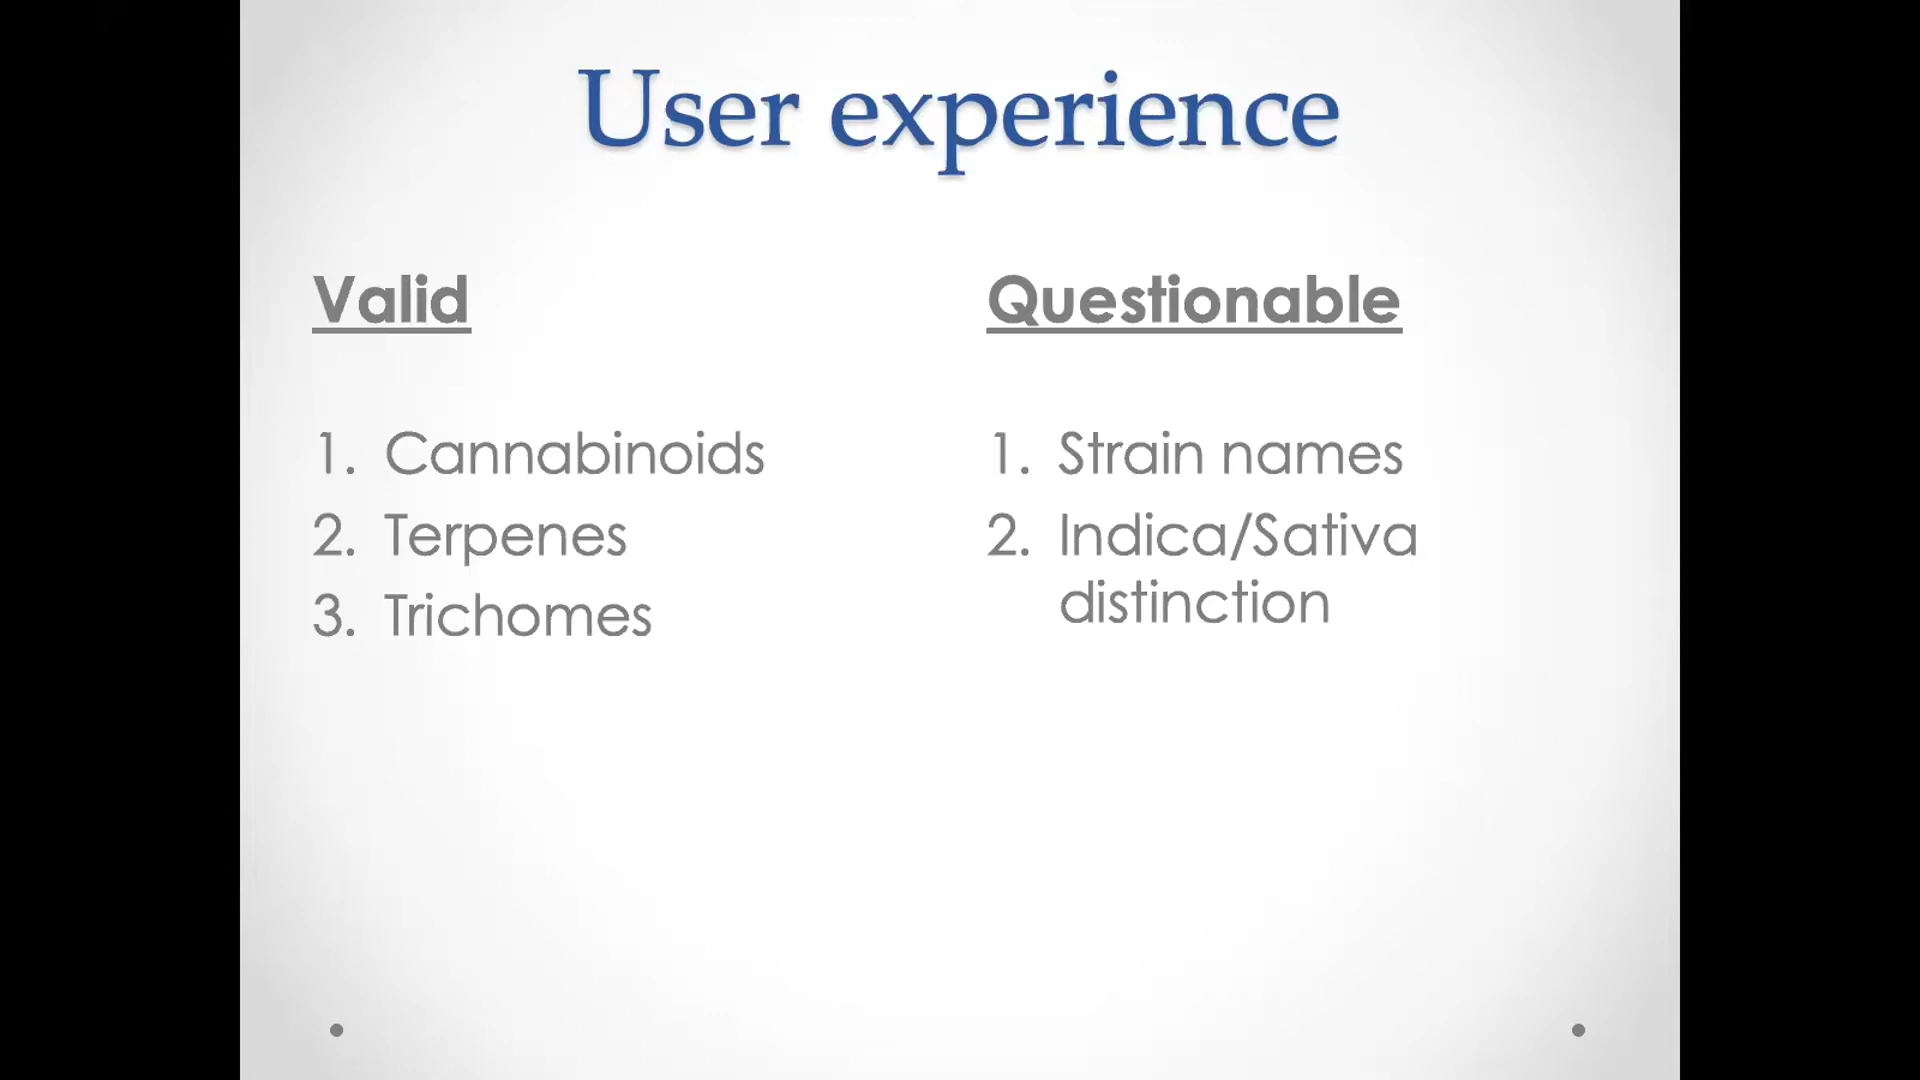 User experience
Valid
1. Cannabinoids
2. Terpenes
3. Trichomes
Questionable
1. Strain names
2. Indica/Sativa
distinction